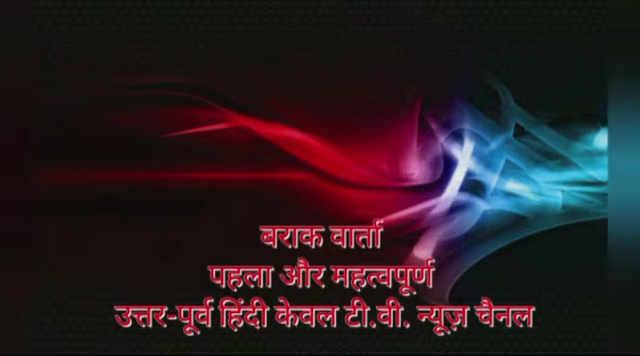 बराक वार्ता
पहला और महत्वपूर्ण
उत्तर-पूर्व हिंदी केवल टी.वी. न्यूज़ चैनल